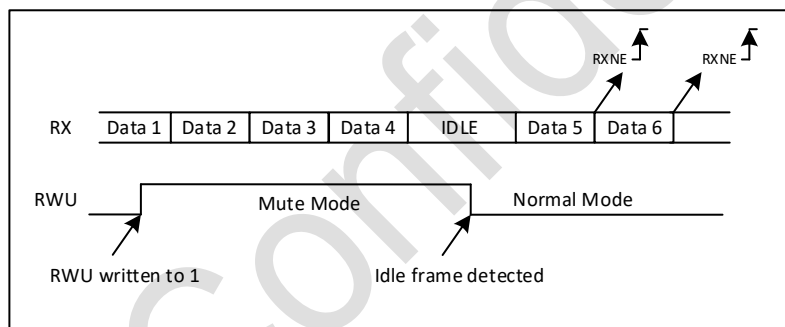 RXNE RXNE
RX Data 1 Data 2 Data 3 Data 4 IDLE Data 5 Data 6
RWU Mute Mode Normal Mode
RWU written to 1 Idle frame detected